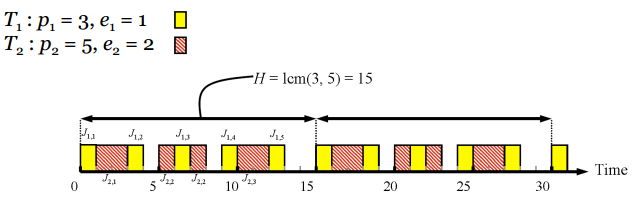 T₁ : p₁ = 3, e₁ = 1
T₂ : p₂ = 5, e₂ = 2
H = lcm(3, 5) = 15
J₁,₁ J₁,₂ J₁,₃ J₁,₄ J₁,₅
J₂,₁ J₂,₂ J₂,₂ J₂,₃
Time
0 5 10 15 20 25 30